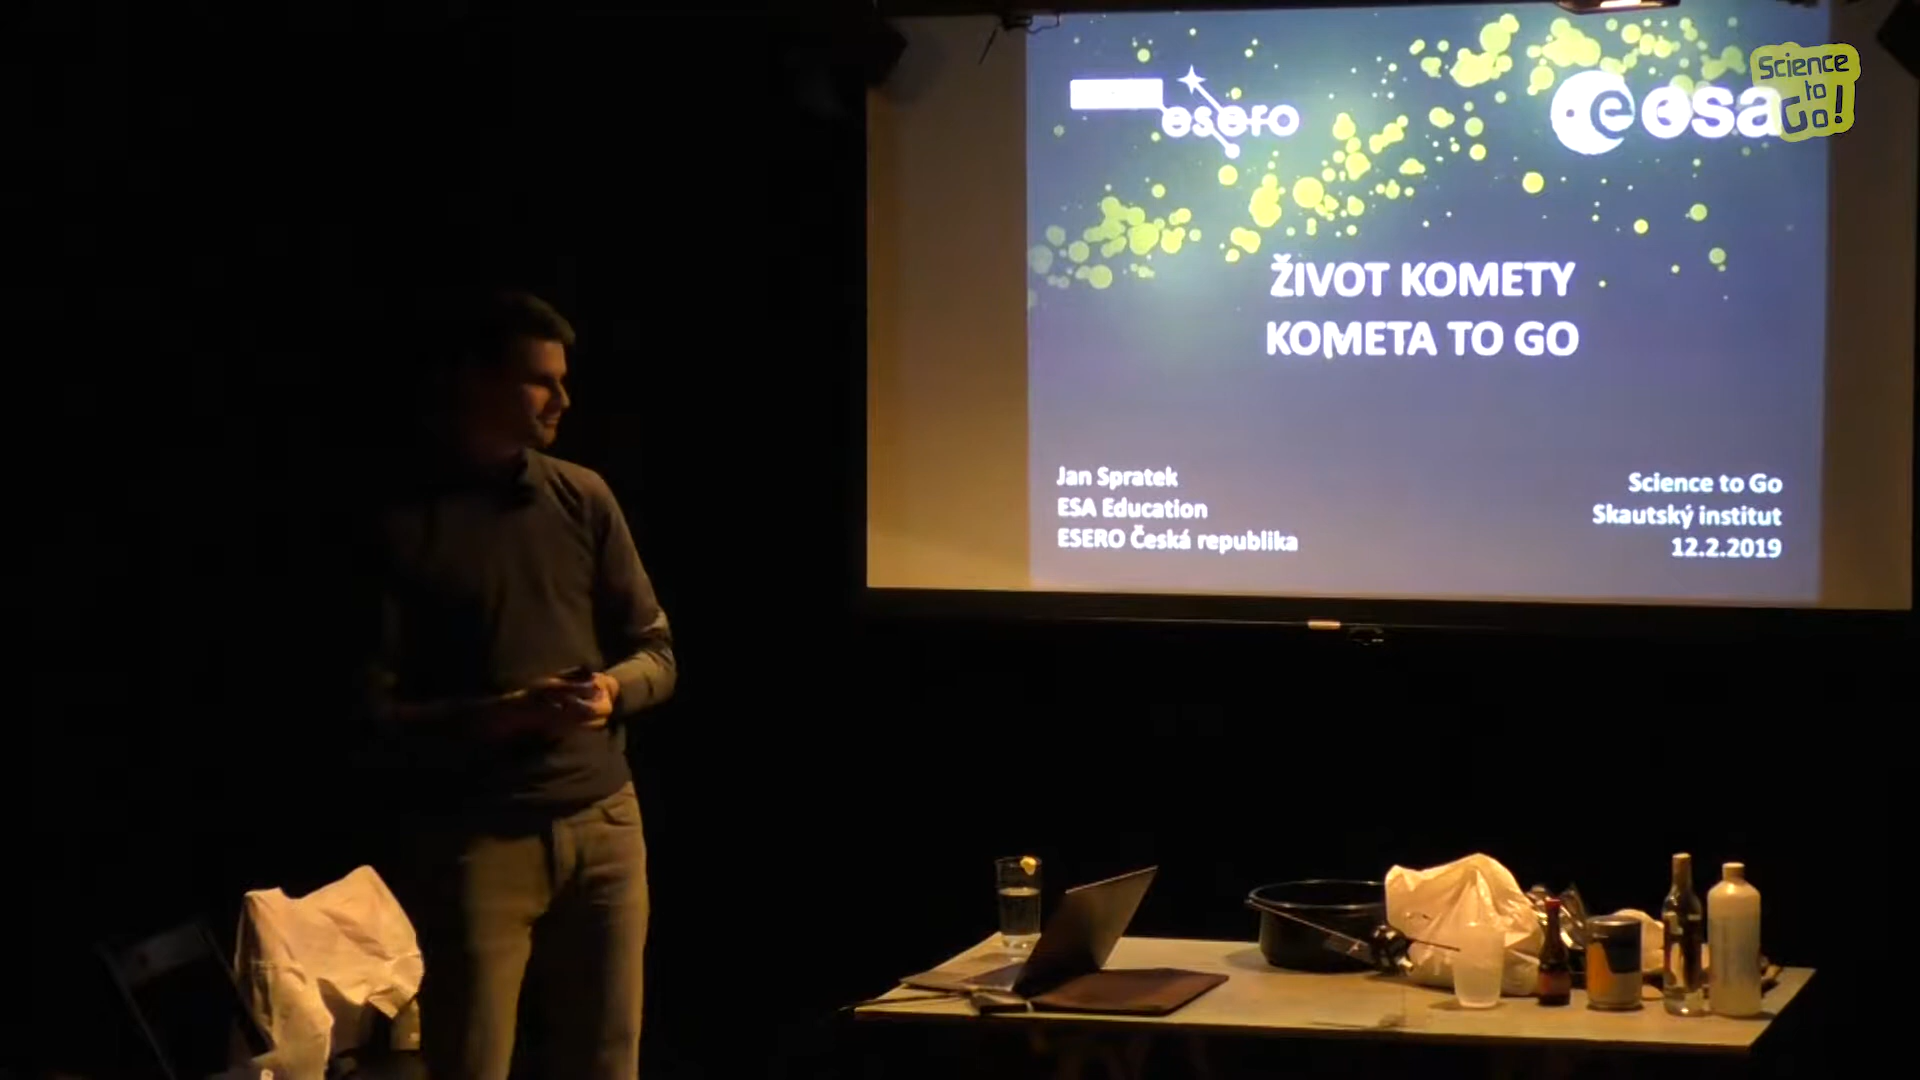 esero
esa
Science
to
Go!
ŽIVOT KOMETY
KOMETA TO GO
Jan Spratek
ESA Education
ESERO Česká republika
Science to Go
Skautský institut
12.2.2019